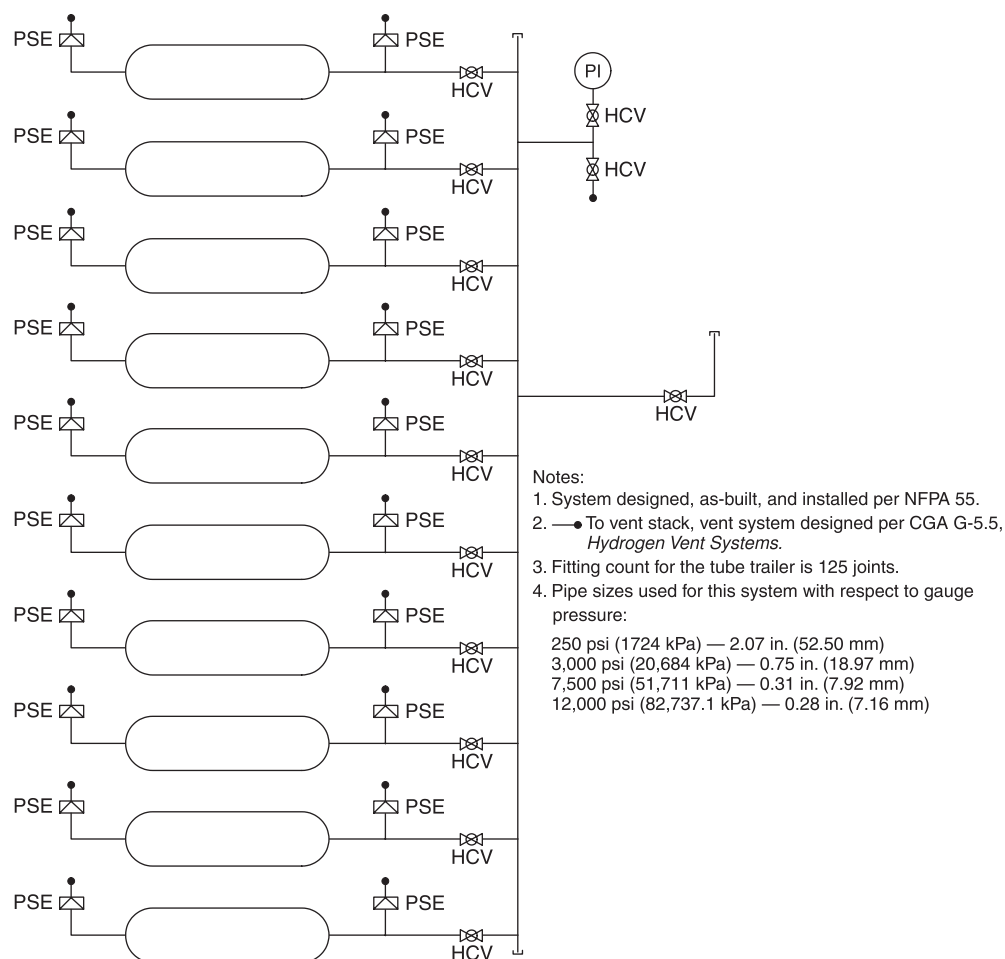 PSE PSE
HCV
PI
HCV
PSE PSE
HCV
HCV
PSE PSE
HCV
PSE PSE
HCV
HCV
PSE PSE
HCV
Notes:
1. System designed, as-built, and installed per NFPA 55.
2. To vent stack, vent system designed per CGA G-5.5,
Hydrogen Vent Systems.
3. Fitting count for the tube trailer is 125 joints.
4. Pipe sizes used for this system with respect to gauge
pressure:
250 psi (1724 kPa) — 2.07 in. (52.50 mm)
3,000 psi (20,684 kPa) — 0.75 in. (18.97 mm)
7,500 psi (51,711 kPa) — 0.31 in. (7.92 mm)
12,000 psi (82,737.1 kPa) — 0.28 in. (7.16 mm)
PSE PSE
HCV
PSE PSE
HCV
PSE PSE
HCV
PSE PSE
HCV
PSE PSE
HCV